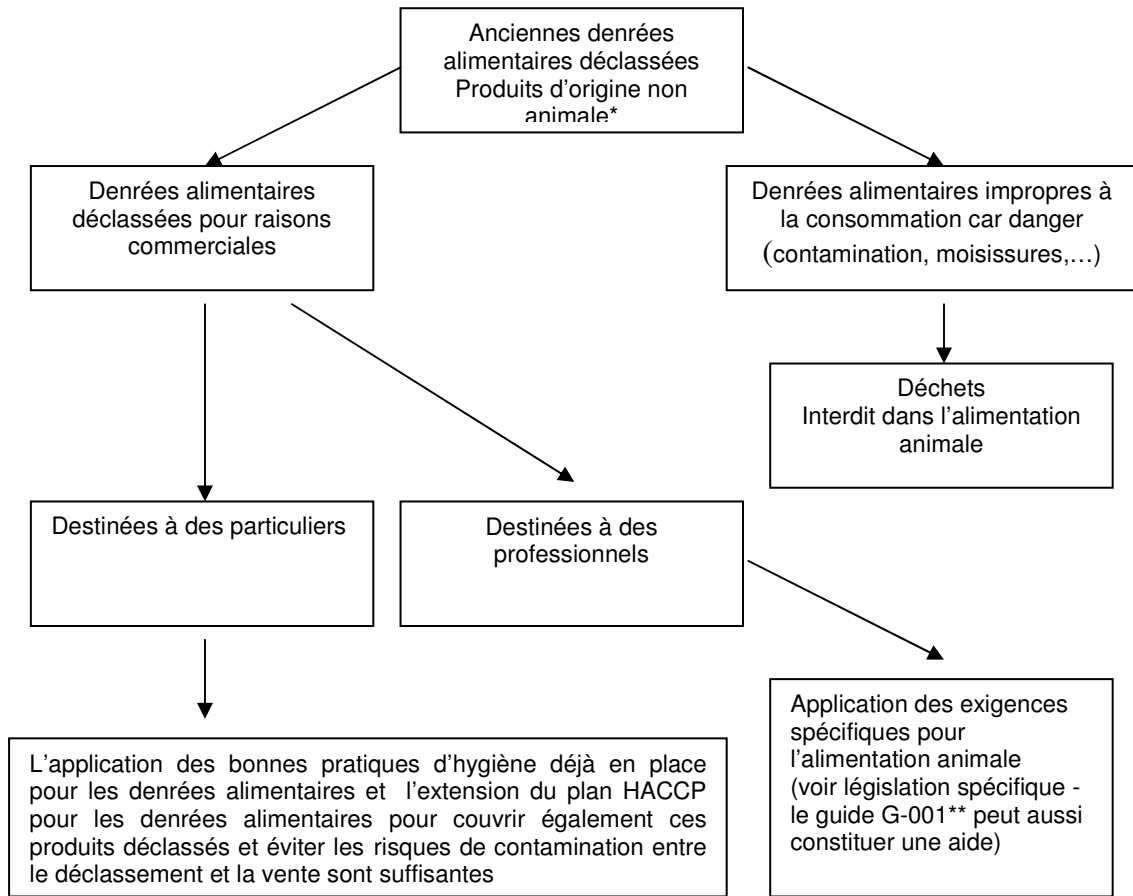 Anciennes denrées
alimentaires déclassées
Produits d'origine non
animale*
Denrées alimentaires
déclassées pour raisons
commerciales
Denrées alimentaires impropres à
la consommation car danger
(contamination, moisissures,…)
Déchets
Interdit dans l'alimentation
animale
Destinées à des particuliers
Destinées à des
professionnels
L'application des bonnes pratiques d'hygiène déjà en place
pour les denrées alimentaires et l'extension du plan HACCP
pour les denrées alimentaires pour couvrir également ces
produits déclassés et éviter les risques de contamination entre
le déclassement et la vente sont suffisantes
Application des exigences
spécifiques pour
l'alimentation animale
(voir législation spécifique -
le guide G-001** peut aussi
constituer une aide)